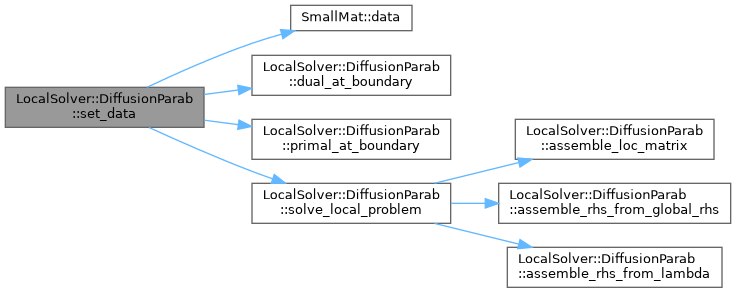 SmallMat::data
LocalSolver::DiffusionParab
::dual_at_boundary
LocalSolver::DiffusionParab
::set_data
LocalSolver::DiffusionParab
::primal_at_boundary
LocalSolver::DiffusionParab
::solve_local_problem
LocalSolver::DiffusionParab
::assemble_loc_matrix
LocalSolver::DiffusionParab
::assemble_rhs_from_global_rhs
LocalSolver::DiffusionParab
::assemble_rhs_from_lambda